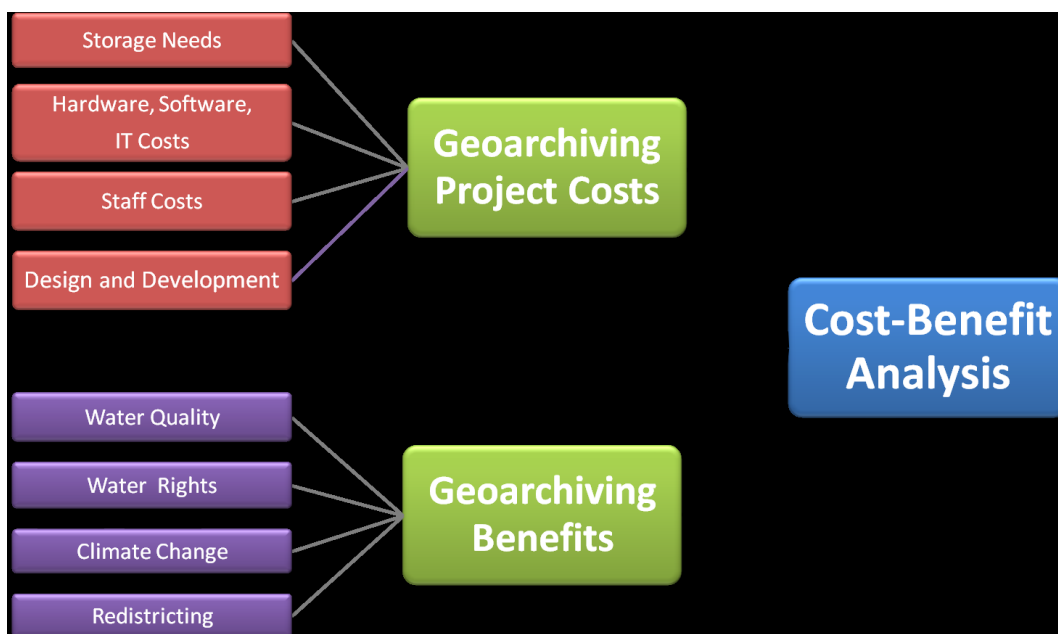 Storage Needs
Hardware, Software,
IT Costs
Staff Costs
Design and Development
Geoarchiving
Project Costs
Water Quality
Water Rights
Climate Change
Redistricting
Geoarchiving
Benefits
Cost-Benefit
Analysis